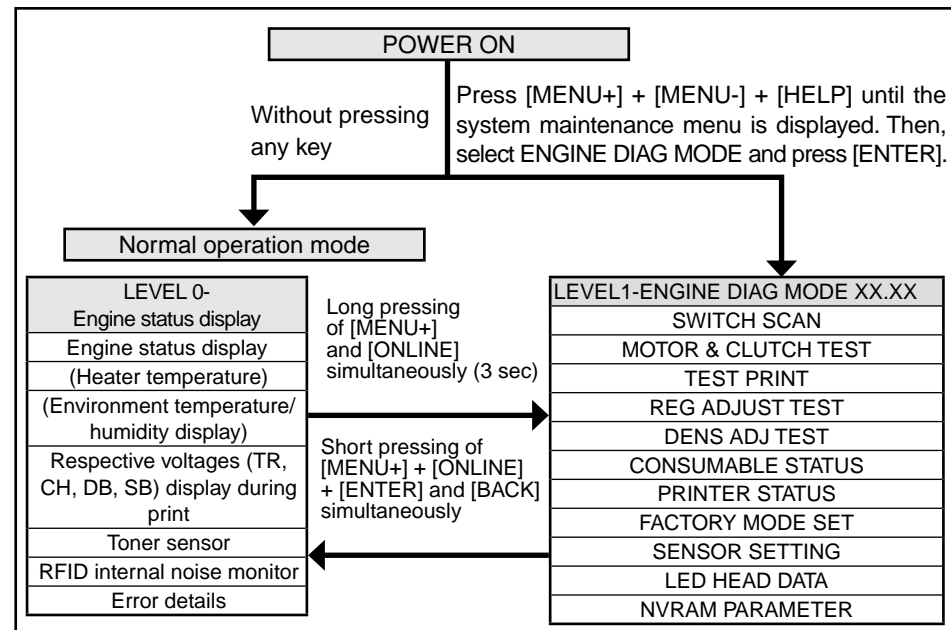 POWER ON
Without pressing
any key
Press [MENU+] + [MENU-] + [HELP] until the
system maintenance menu is displayed. Then,
select ENGINE DIAG MODE and press [ENTER].
Normal operation mode
LEVEL 0-
Engine status display
Engine status display
(Heater temperature)
(Environment temperature/
humidity display)
Respective voltages (TR,
CH, DB, SB) display during
print
Toner sensor
RFID internal noise monitor
Error details
Long pressing
of [MENU+]
and [ONLINE]
simultaneously (3 sec)
Short pressing of
[MENU+] + [ONLINE]
+ [ENTER] and [BACK]
simultaneously
LEVEL1-ENGINE DIAG MODE XX.XX
SWITCH SCAN
MOTOR & CLUTCH TEST
TEST PRINT
REG ADJUST TEST
DENS ADJ TEST
CONSUMABLE STATUS
PRINTER STATUS
FACTORY MODE SET
SENSOR SETTING
LED HEAD DATA
NVRAM PARAMETER